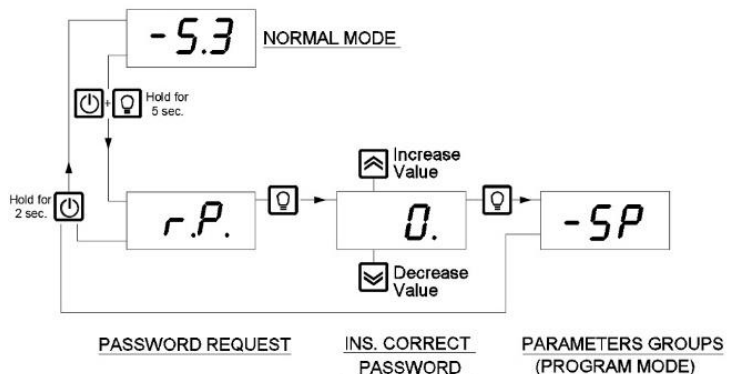 -5.3
NORMAL MODE
+
Hold for
5 sec.
Increase
Value
Hold for
2 sec.
r.P.
0.
-SP
Decrease
Value
PASSWORD REQUEST
INS. CORRECT
PASSWORD
PARAMETERS GROUPS
(PROGRAM MODE)